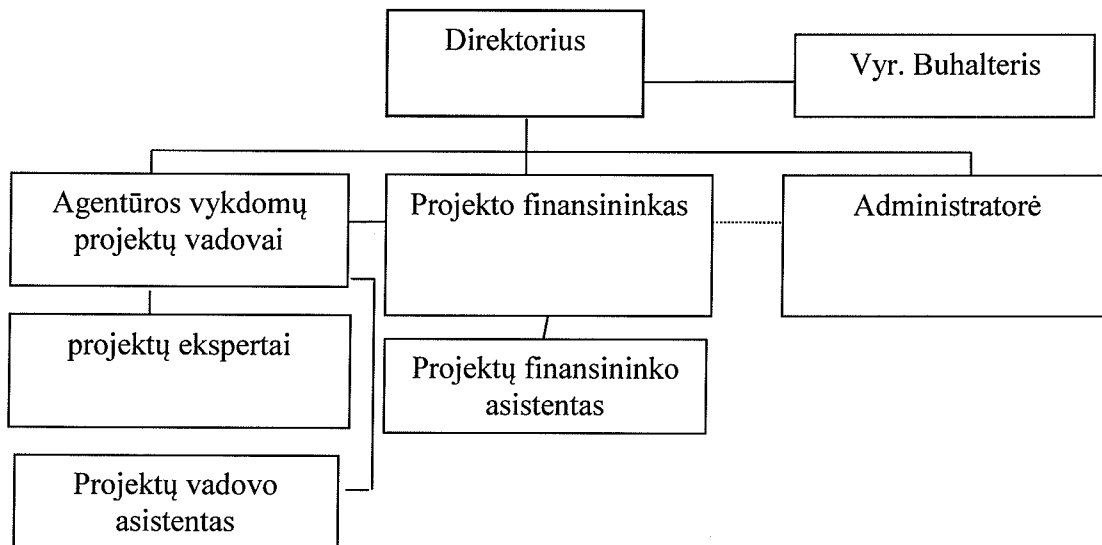 Direktorius
Vyr. Buhalteris
Agentūros vykdomų
projektų vadovai
Projekto finansininkas
Administratorė
projektų ekspertai
Projektų finansininko
asistentas
Projektų vadovo
asistentas